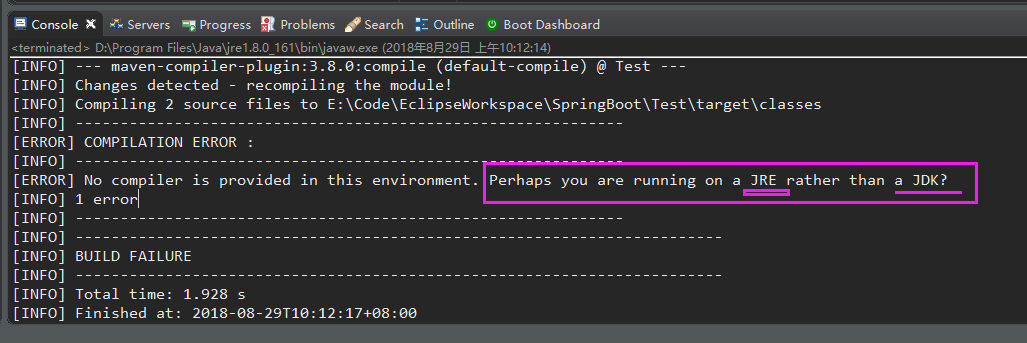 Console Servers Progress Problems Search Outline Boot Dashboard
<terminated> D:\Program Files\Java\jre1.8.0_161\bin\javaw.exe (2018年8月29日 上午10:12:14)
[INFO] --- maven-compiler-plugin:3.8.0:compile (default-compile) @ Test ---
[INFO] Changes detected - recompiling the module!
[INFO] Compiling 2 source files to E:\Code\EclipseWorkspace\SpringBoot\Test\target\classes
[INFO] -------------------------------------------------------------
[ERROR] COMPILATION ERROR :
[INFO] -------------------------------------------------------------
[ERROR] No compiler is provided in this environment. Perhaps you are running on a JRE rather than a JDK?
[INFO] 1 error
[INFO] -------------------------------------------------------------
[INFO] ------------------------------------------------------------------------
[INFO] BUILD FAILURE
[INFO] ------------------------------------------------------------------------
[INFO] Total time: 1.928 s
[INFO] Finished at: 2018-08-29T10:12:17+08:00